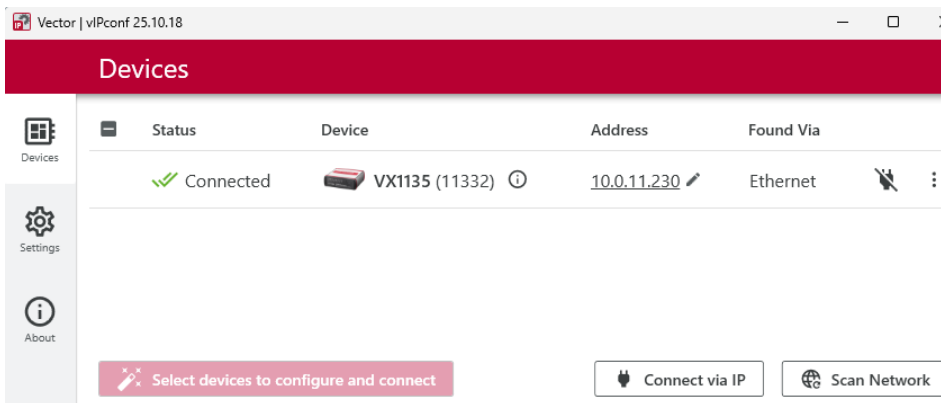 Vector | vIPconf 25.10.18
Devices
Devices
Settings
About
Status Device Address Found Via
Connected VX1135 (11332) 10.0.11.230 Ethernet
Select devices to configure and connect
Connect via IP
Scan Network